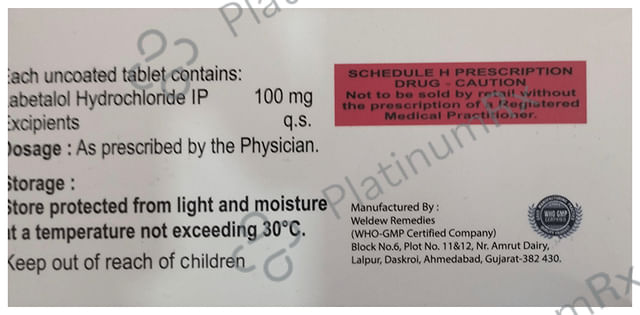 Each uncoated tablet contains:
Labetalol Hydrochloride IP 100 mg
Excipients q.s.
Dosage : As prescribed by the Physician.
Storage :
Store protected from light and moisture
at a temperature not exceeding 30°C.
Keep out of reach of children
SCHEDULE H PRESCRIPTION
DRUG - CAUTION
Not to be sold by retail without
the prescription of a Registered
Medical Practitioner.
Manufactured By :
Weldew Remedies
(WHO-GMP Certified Company)
Block No.6, Plot No. 11&12, Nr. Amrut Dairy,
Lalpur, Daskroi, Ahmedabad, Gujarat-382 430.
WHO GMP
CERTIFIED
PlatinumRx